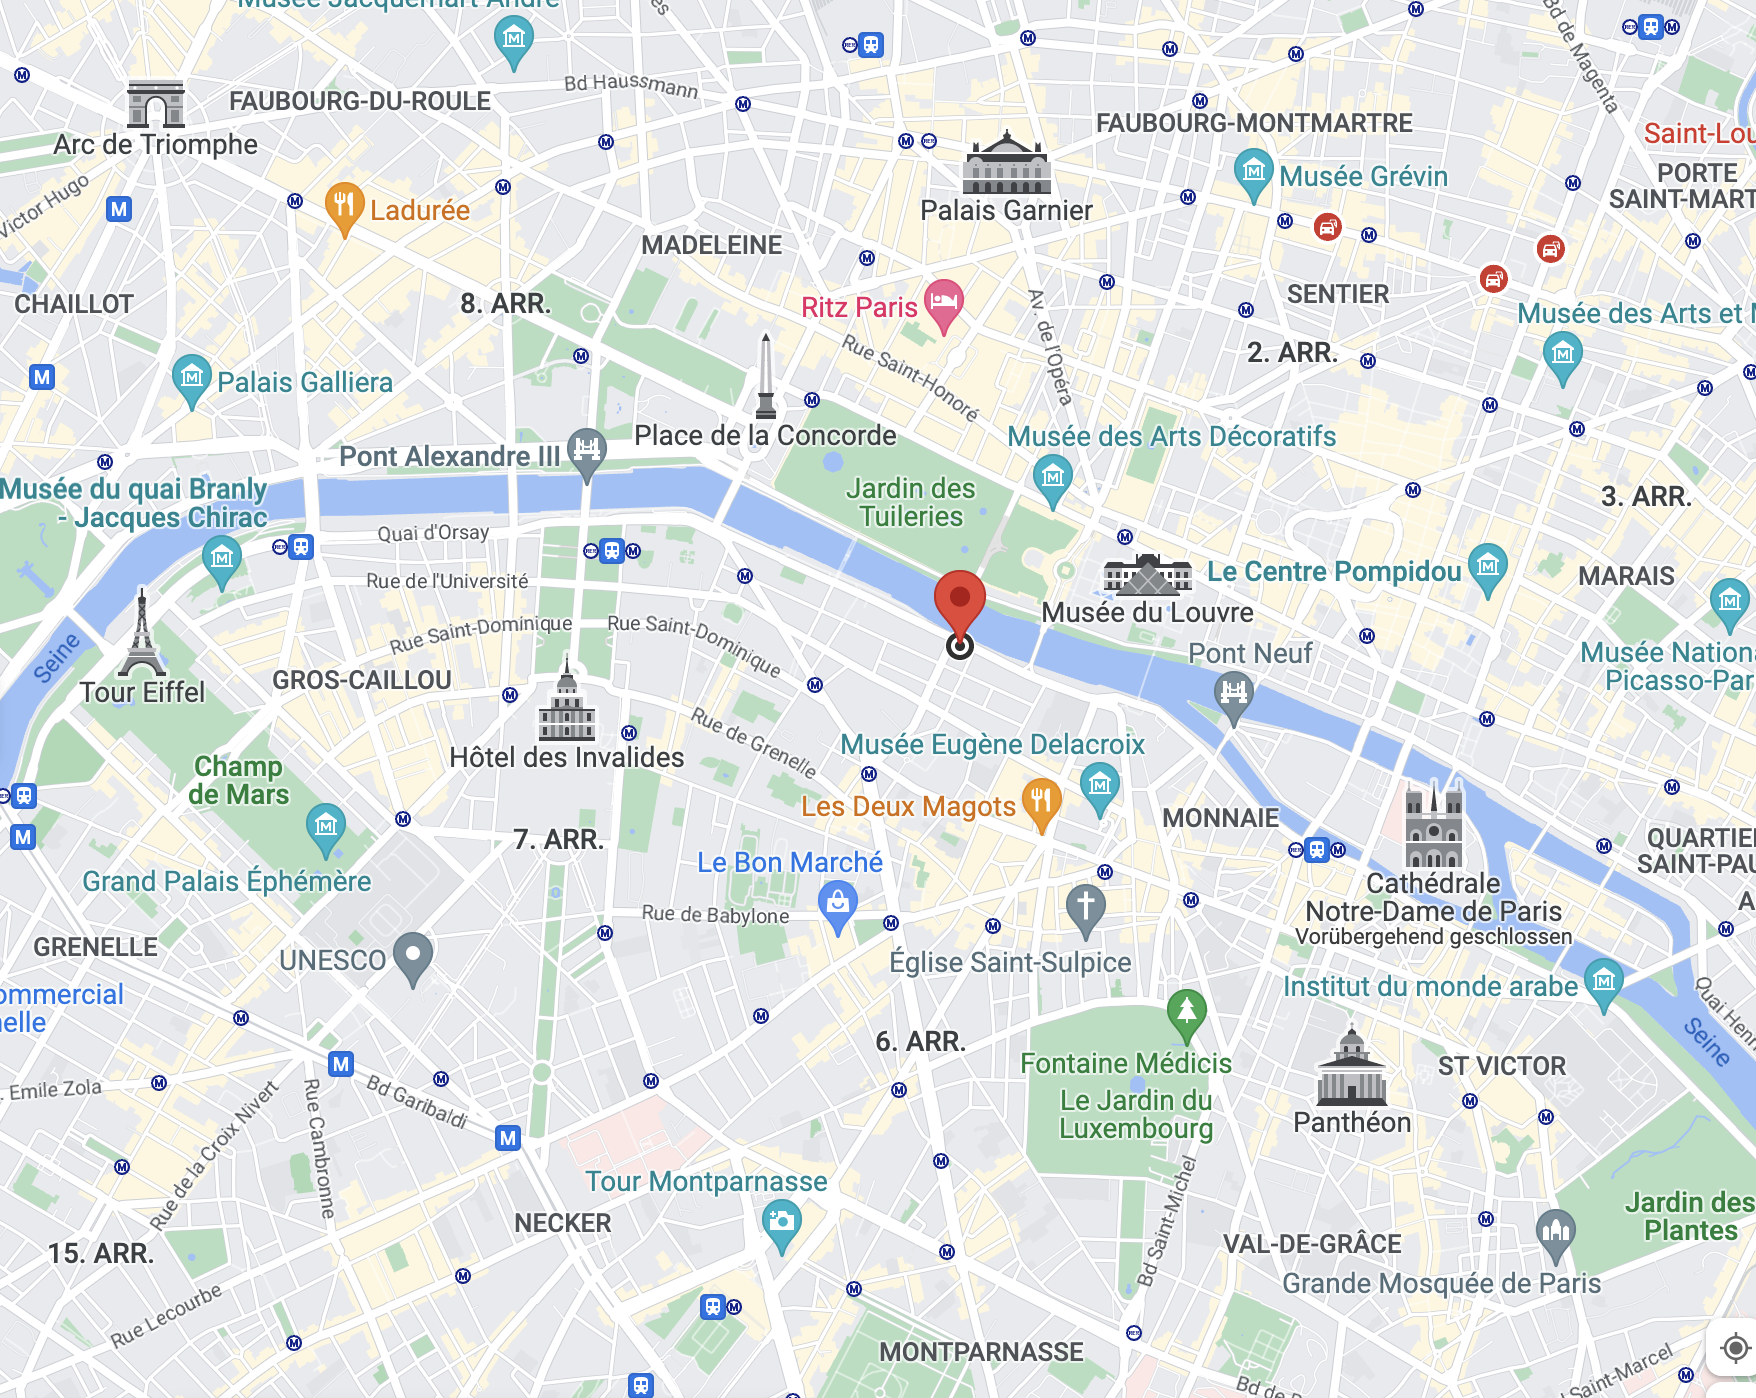 Musée Jacquemart-André
Bd Haussmann
Bd de Magenta
FAUBOURG-DU-ROULE
Arc de Triomphe
FAUBOURG-MONTMARTRE
Saint-Lou
PORTE
SAINT-MART
Victor Hugo
Ladurée
Palais Garnier
Musée Grévin
MADELEINE
CHAILLOT
8. ARR.
Ritz Paris
Av. de l'Opéra
SENTIER
Musée des Arts et M
Rue Saint-Honoré
2. ARR.
Palais Galliera
Place de la Concorde
Musée des Arts Décoratifs
Pont Alexandre III
Musée du quai Branly
- Jacques Chirac
Jardin des
Tuileries
3. ARR.
Quai d'Orsay
Rue de l'Université
Le Centre Pompidou
MARAIS
Musée du Louvre
Rue Saint-Dominique
Rue Saint-Dominique
Seine
Pont Neuf
Musée Nationa
Picasso-Par
Tour Eiffel
GROS-CAILLOU
Hôtel des Invalides
Rue de Grenelle
Musée Eugène Delacroix
Champ
de Mars
Les Deux Magots
MONNAIE
7. ARR.
QUARTIER
SAINT-PAU
Le Bon Marché
Grand Palais Éphémère
Cathédrale
Notre-Dame de Paris
Vorübergehend geschlossen
A
Rue de Babylone
GRENELLE
UNESCO
Église Saint-Sulpice
Institut du monde arabe
Quai Henr
ommercial
nelle
Seine
6. ARR.
Fontaine Médicis
Le Jardin du
Luxembourg
ST VICTOR
Panthéon
. Emile Zola
Bd Garibaldi
Rue de la Croix Nivert
Rue Cambronne
Tour Montparnasse
Bd Saint-Michel
Jardin des
Plantes
NECKER
15. ARR.
VAL-DE-GRÂCE
Grande Mosquée de Paris
Rue Lecourbe
MONTPARNASSE
Saint-Marcel